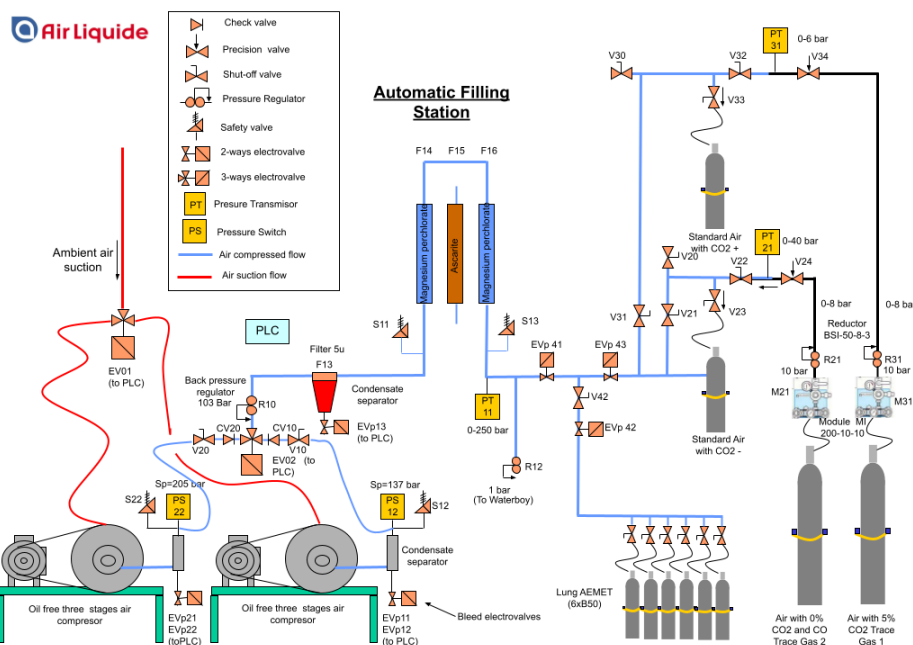 Air Liquide
Check valve
Precision valve
Shut-off valve
Pressure Regulator
Safety valve
2-ways electrovalve
3-ways electrovalve
PT
Presure Transmisor
PS
Pressure Switch
Air compressed flow
Air suction flow
Automatic Filling
Station
F14
F15
F16
Magnesium perchlorate
Ascarite
Magnesium perchlorate
Ambient air
suction
EV01
(to PLC)
PLC
Back pressure
regulator
103 Bar
R10
Filter 5u
F13
Condensate
separator
EVp13
(to PLC)
S11
S13
V20
CV20
CV10
V10
(to
EV02
PLC)
Sp=205 bar
S22
PS
22
Sp=137 bar
PS
12
S12
Condensate
separator
Oil free three stages air
compresor
EVp21
EVp22
(toPLC)
Oil free three stages air
compresor
EVp11
EVp12
(to PLC)
Bleed electrovalves
PT
11
0-250 bar
R12
1 bar
(To Waterboy)
EVp 41
EVp 43
V42
EVp 42
Lung AEMET
(6xB50)
V30
V32
PT
31
0-6 bar
V34
V33
Standard Air
with CO2 +
V20
V22
PT
21
0-40 bar
V24
V31
V21
V23
Standard Air
with CO2 -
0-8 bar
0-8 ba
Reductor
BSI-50-8-3
R21
10 bar
R31
10 bar
M21
M31
Module MI
200-10-10
Air with 0%
CO2 and CO
Trace Gas 2
Air with 5%
CO2 Trace
Gas 1